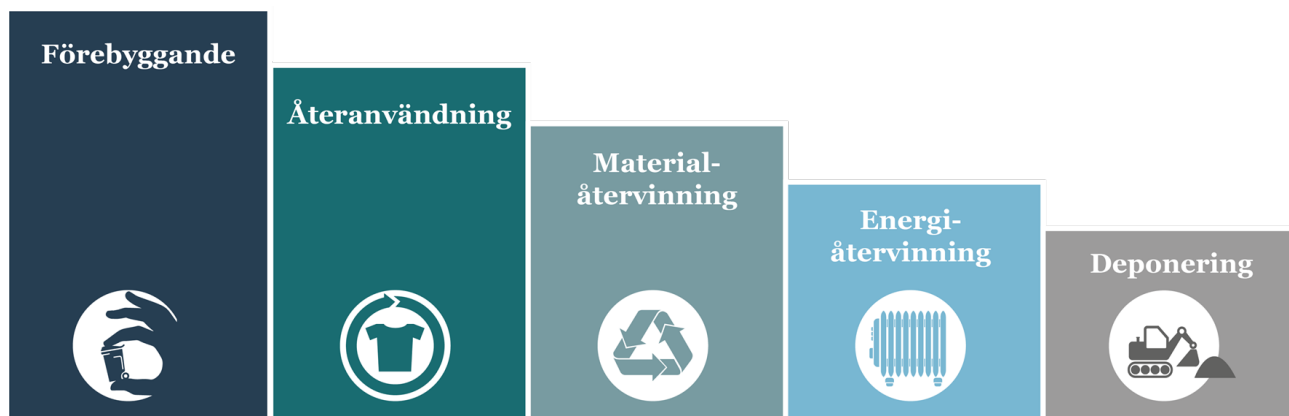 Förebyggande
Återanvändning
Material-
återvinning
Energi-
återvinning
Deponering